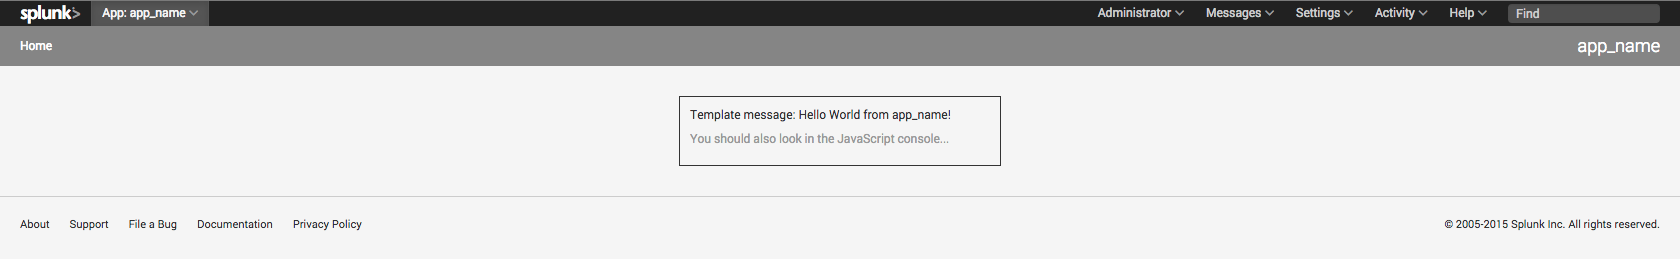 splunk> App: app_name Administrator Messages Settings Activity Help Find
Home app_name
Template message: Hello World from app_name!
You should also look in the JavaScript console...
About Support File a Bug Documentation Privacy Policy © 2005-2015 Splunk Inc. All rights reserved.